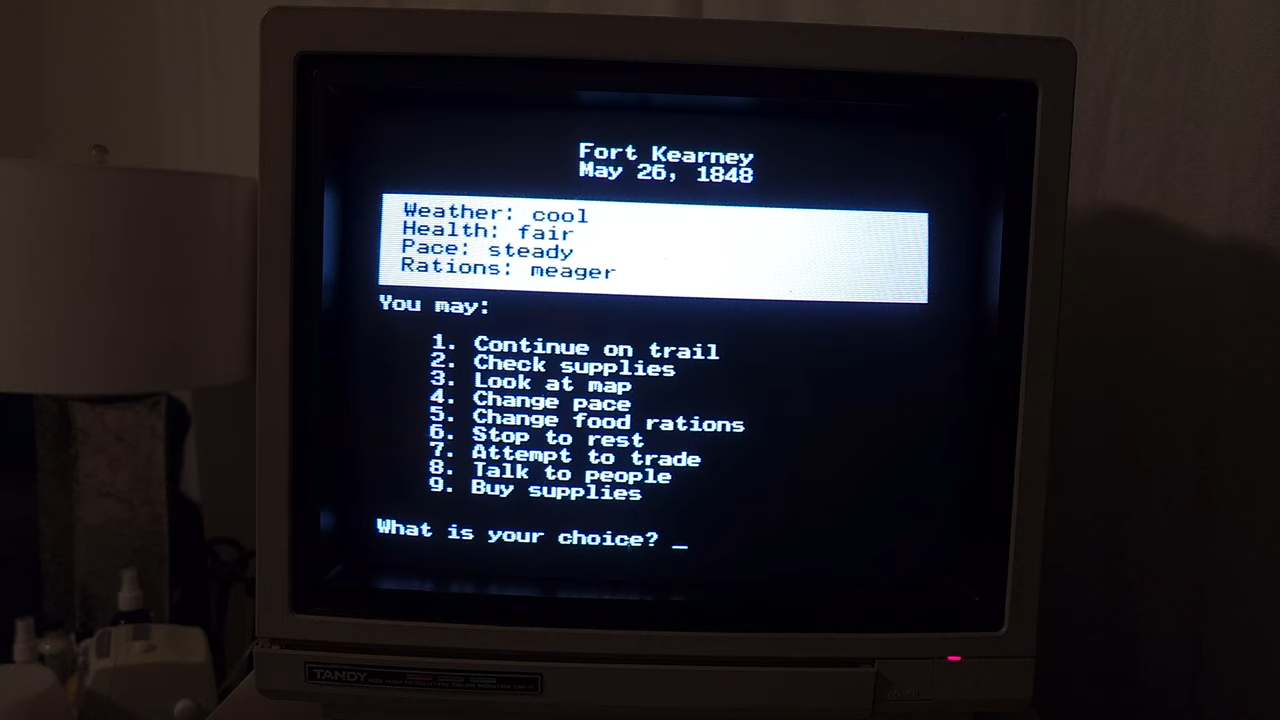 Fort Kearney
May 26, 1848
Weather: cool
Health: fair
Pace: steady
Rations: meager
You may:
1. Continue on trail
2. Check supplies
3. Look at map
4. Change pace
5. Change food rations
6. Stop to rest
7. Attempt to trade
8. Talk to people
9. Buy supplies
What is your choice? _
TANDY